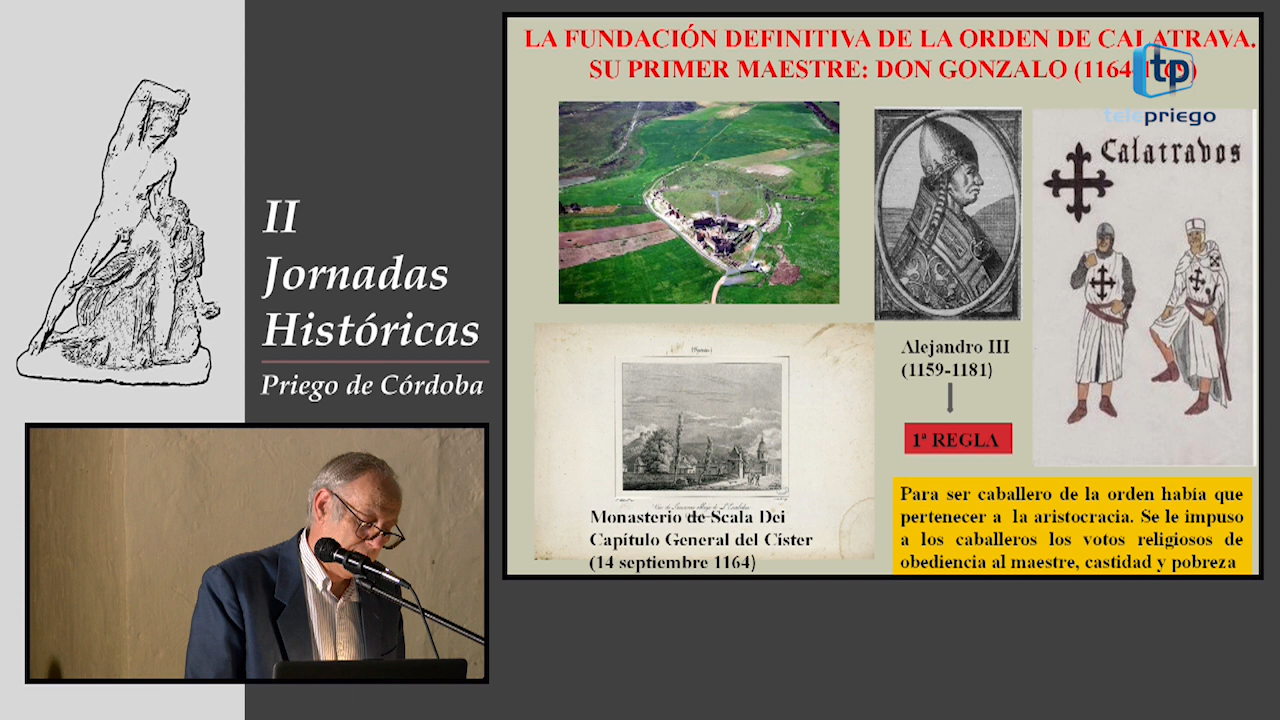 II
Jornadas
Históricas
Priego de Córdoba
LA FUNDACIÓN DEFINITIVA DE LA ORDEN DE CALATRAVA.
SU PRIMER MAESTRE: DON GONZALO (1164-1169)
tp
telepriego
Calatravos
Alejandro III
(1159-1181)
1ª REGLA
Monasterio de Scala Dei
Capítulo General del Císter
(14 septiembre 1164)
Para ser caballero de la orden había que
pertenecer a la aristocracia. Se le impuso
a los caballeros los votos religiosos de
obediencia al maestre, castidad y pobreza